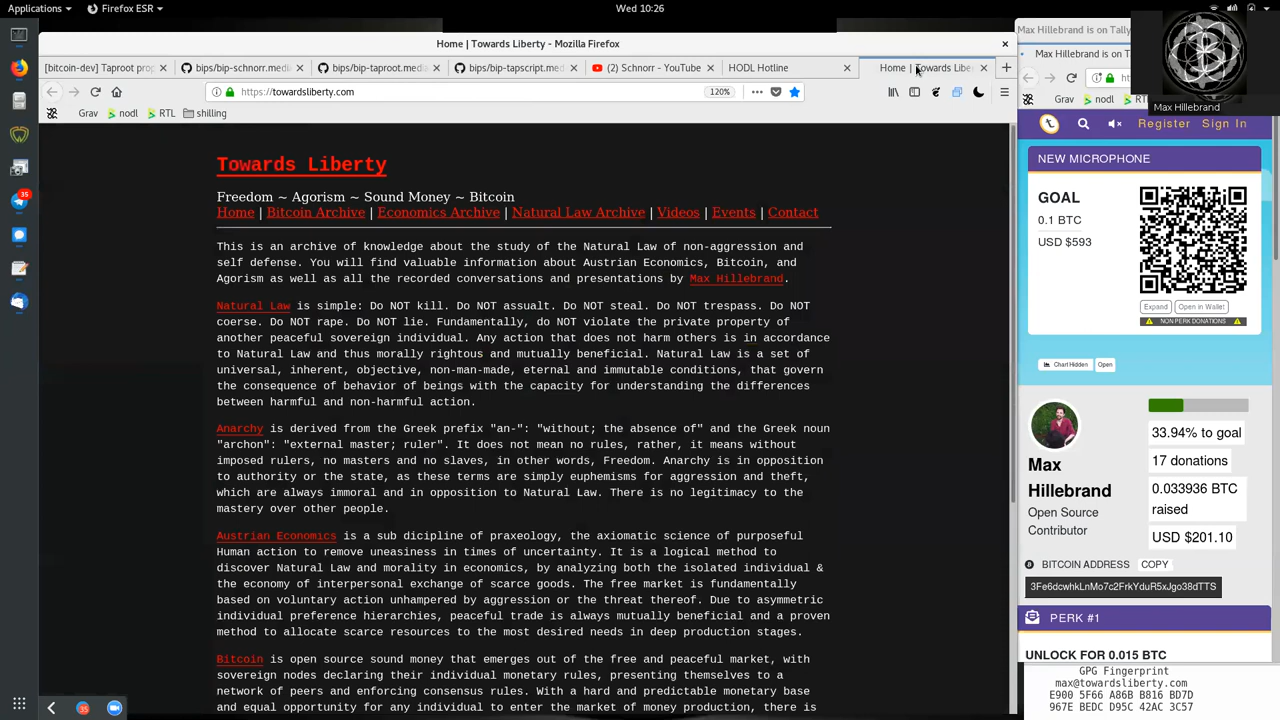 Applications
Firefox ESR
Wed 10:26
Home | Towards Liberty - Mozilla Firefox
[bitcoin-dev] Taproot prop
bips/bip-schnorr.medi
bips/bip-taproot.media
bips/bip-tapscript.med
(2) Schnorr - YouTube
HODL Hotline
Home | Towards Libe
https://towardsliberty.com
120%
Grav
nodl
RTL
shilling
Towards Liberty
Freedom ~ Agorism ~ Sound Money ~ Bitcoin
Home | Bitcoin Archive | Economics Archive | Natural Law Archive | Videos | Events | Contact
This is an archive of knowledge about the study of the Natural Law of non-aggression and
self defense. You will find valuable information about Austrian Economics, Bitcoin, and
Agorism as well as all the recorded conversations and presentations by Max Hillebrand.
Natural Law is simple: Do NOT kill. Do NOT assualt. Do NOT steal. Do NOT trespass. Do NOT
coerse. Do NOT rape. Do NOT lie. Fundamentally, do NOT violate the private property of
another peaceful sovereign individual. Any action that does not harm others is in accordance
to Natural Law and thus morally rightous and mutually beneficial. Natural Law is a set of
universal, inherent, objective, non-man-made, eternal and immutable conditions, that govern
the consequence of behavior of beings with the capacity for understanding the differences
between harmful and non-harmful action.
Anarchy is derived from the Greek prefix "an-": "without; the absence of" and the Greek noun
"archon": "external master; ruler". It does not mean no rules, rather, it means without
imposed rulers, no masters and no slaves, in other words, Freedom. Anarchy is in opposition
to authority or the state, as these terms are simply euphemisms for aggression and theft,
which are always immoral and in opposition to Natural Law. There is no legitimacy to the
mastery over other people.
Austrian Economics is a sub dicipline of praxeology, the axiomatic science of purposeful
Human action to remove uneasiness in times of uncertainty. It is a logical method to
discover Natural Law and morality in economics, by analyzing both the isolated individual &
the economy of interpersonal exchange of scarce goods. The free market is fundamentally
based on voluntary action unhampered by aggression or the threat thereof. Due to asymmetric
individual preference hierarchies, peaceful trade is always mutually beneficial and a proven
method to allocate scarce resources to the most desired needs in deep production stages.
Bitcoin is open source sound money that emerges out of the free and peaceful market, with
sovereign nodes declaring their individual monetary rules, presenting themselves to a
network of peers and enforcing consensus rules. With a hard and predictable monetary base
and equal opportunity for any individual to enter the market of money production, there is
35
35
Max Hillebrand is on Tally
Max Hillebrand is on T
Max Hillebrand
Grav
nodl
RTL
Register
Sign In
NEW MICROPHONE
GOAL
0.1 BTC
USD $593
Expand
Open in Wallet
NON PERK DONATIONS
Chart Hidden
Open
Max
Hillebrand
Open Source
Contributor
33.94% to goal
17 donations
0.033936 BTC
raised
USD $201.10
BITCOIN ADDRESS COPY
3Fe6dcwhkLnMo7c2FrkYduR5xJgo38dTTS
PERK #1
UNLOCK FOR 0.015 BTC
GPG Fingerprint
max@towardsliberty.com
E900 5F66 A86B B816 BD7D
967E BEDC D95C 42AC 3C57